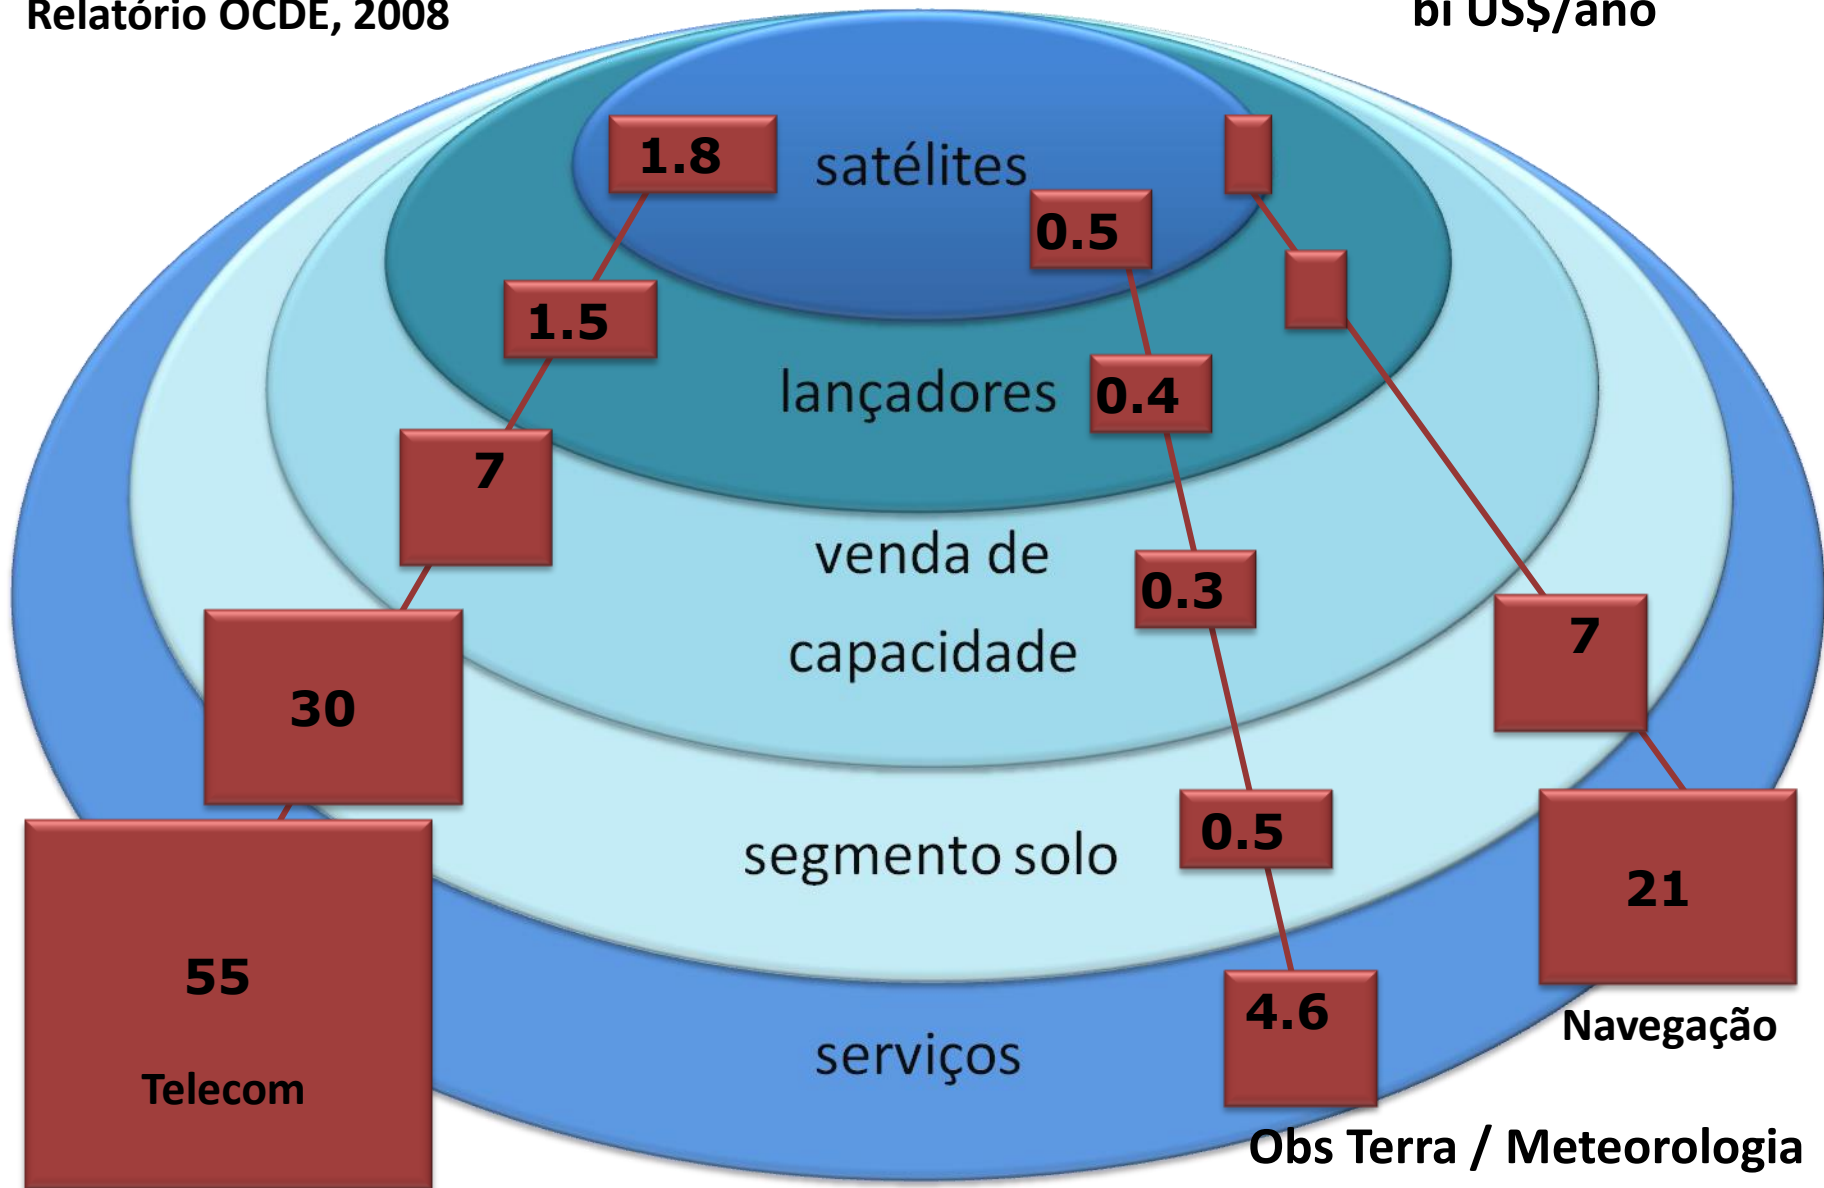 Relatório OCDE, 2008
bi US$/ano
1.8
satélites
0.5
1.5
lançadores
0.4
7
venda de
capacidade
0.3
7
30
segmento solo
0.5
21
55
serviços
4.6
Navegação
Telecom
Obs Terra / Meteorologia